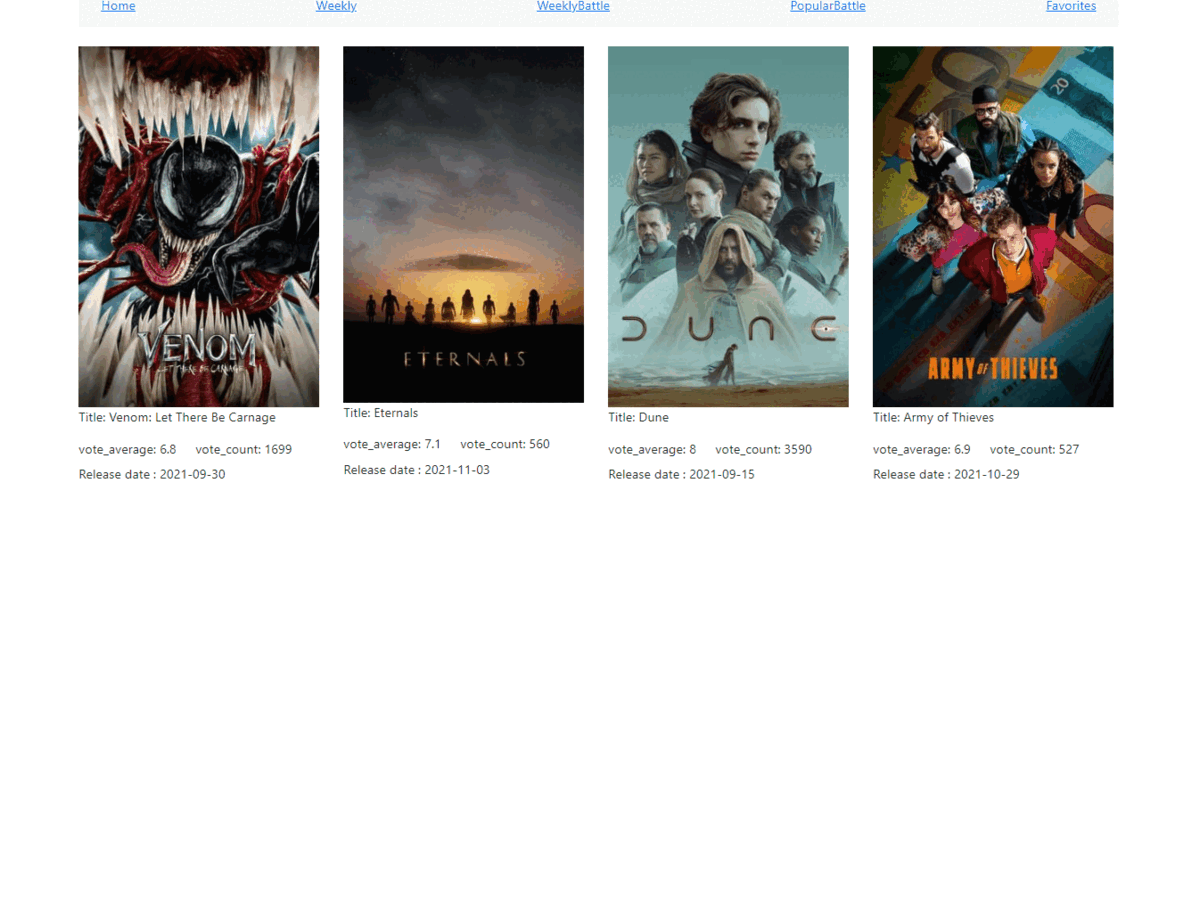 Home Weekly WeeklyBattle PopularBattle Favorites
VENOM
LET THERE BE CARNAGE
Title: Venom: Let There Be Carnage
vote_average: 6.8 vote_count: 1699
Release date : 2021-09-30
ETERNALS
Title: Eternals
vote_average: 7.1 vote_count: 560
Release date : 2021-11-03
DUNE
Title: Dune
vote_average: 8 vote_count: 3590
Release date : 2021-09-15
20
ARMY OF THIEVES
Title: Army of Thieves
vote_average: 6.9 vote_count: 527
Release date : 2021-10-29